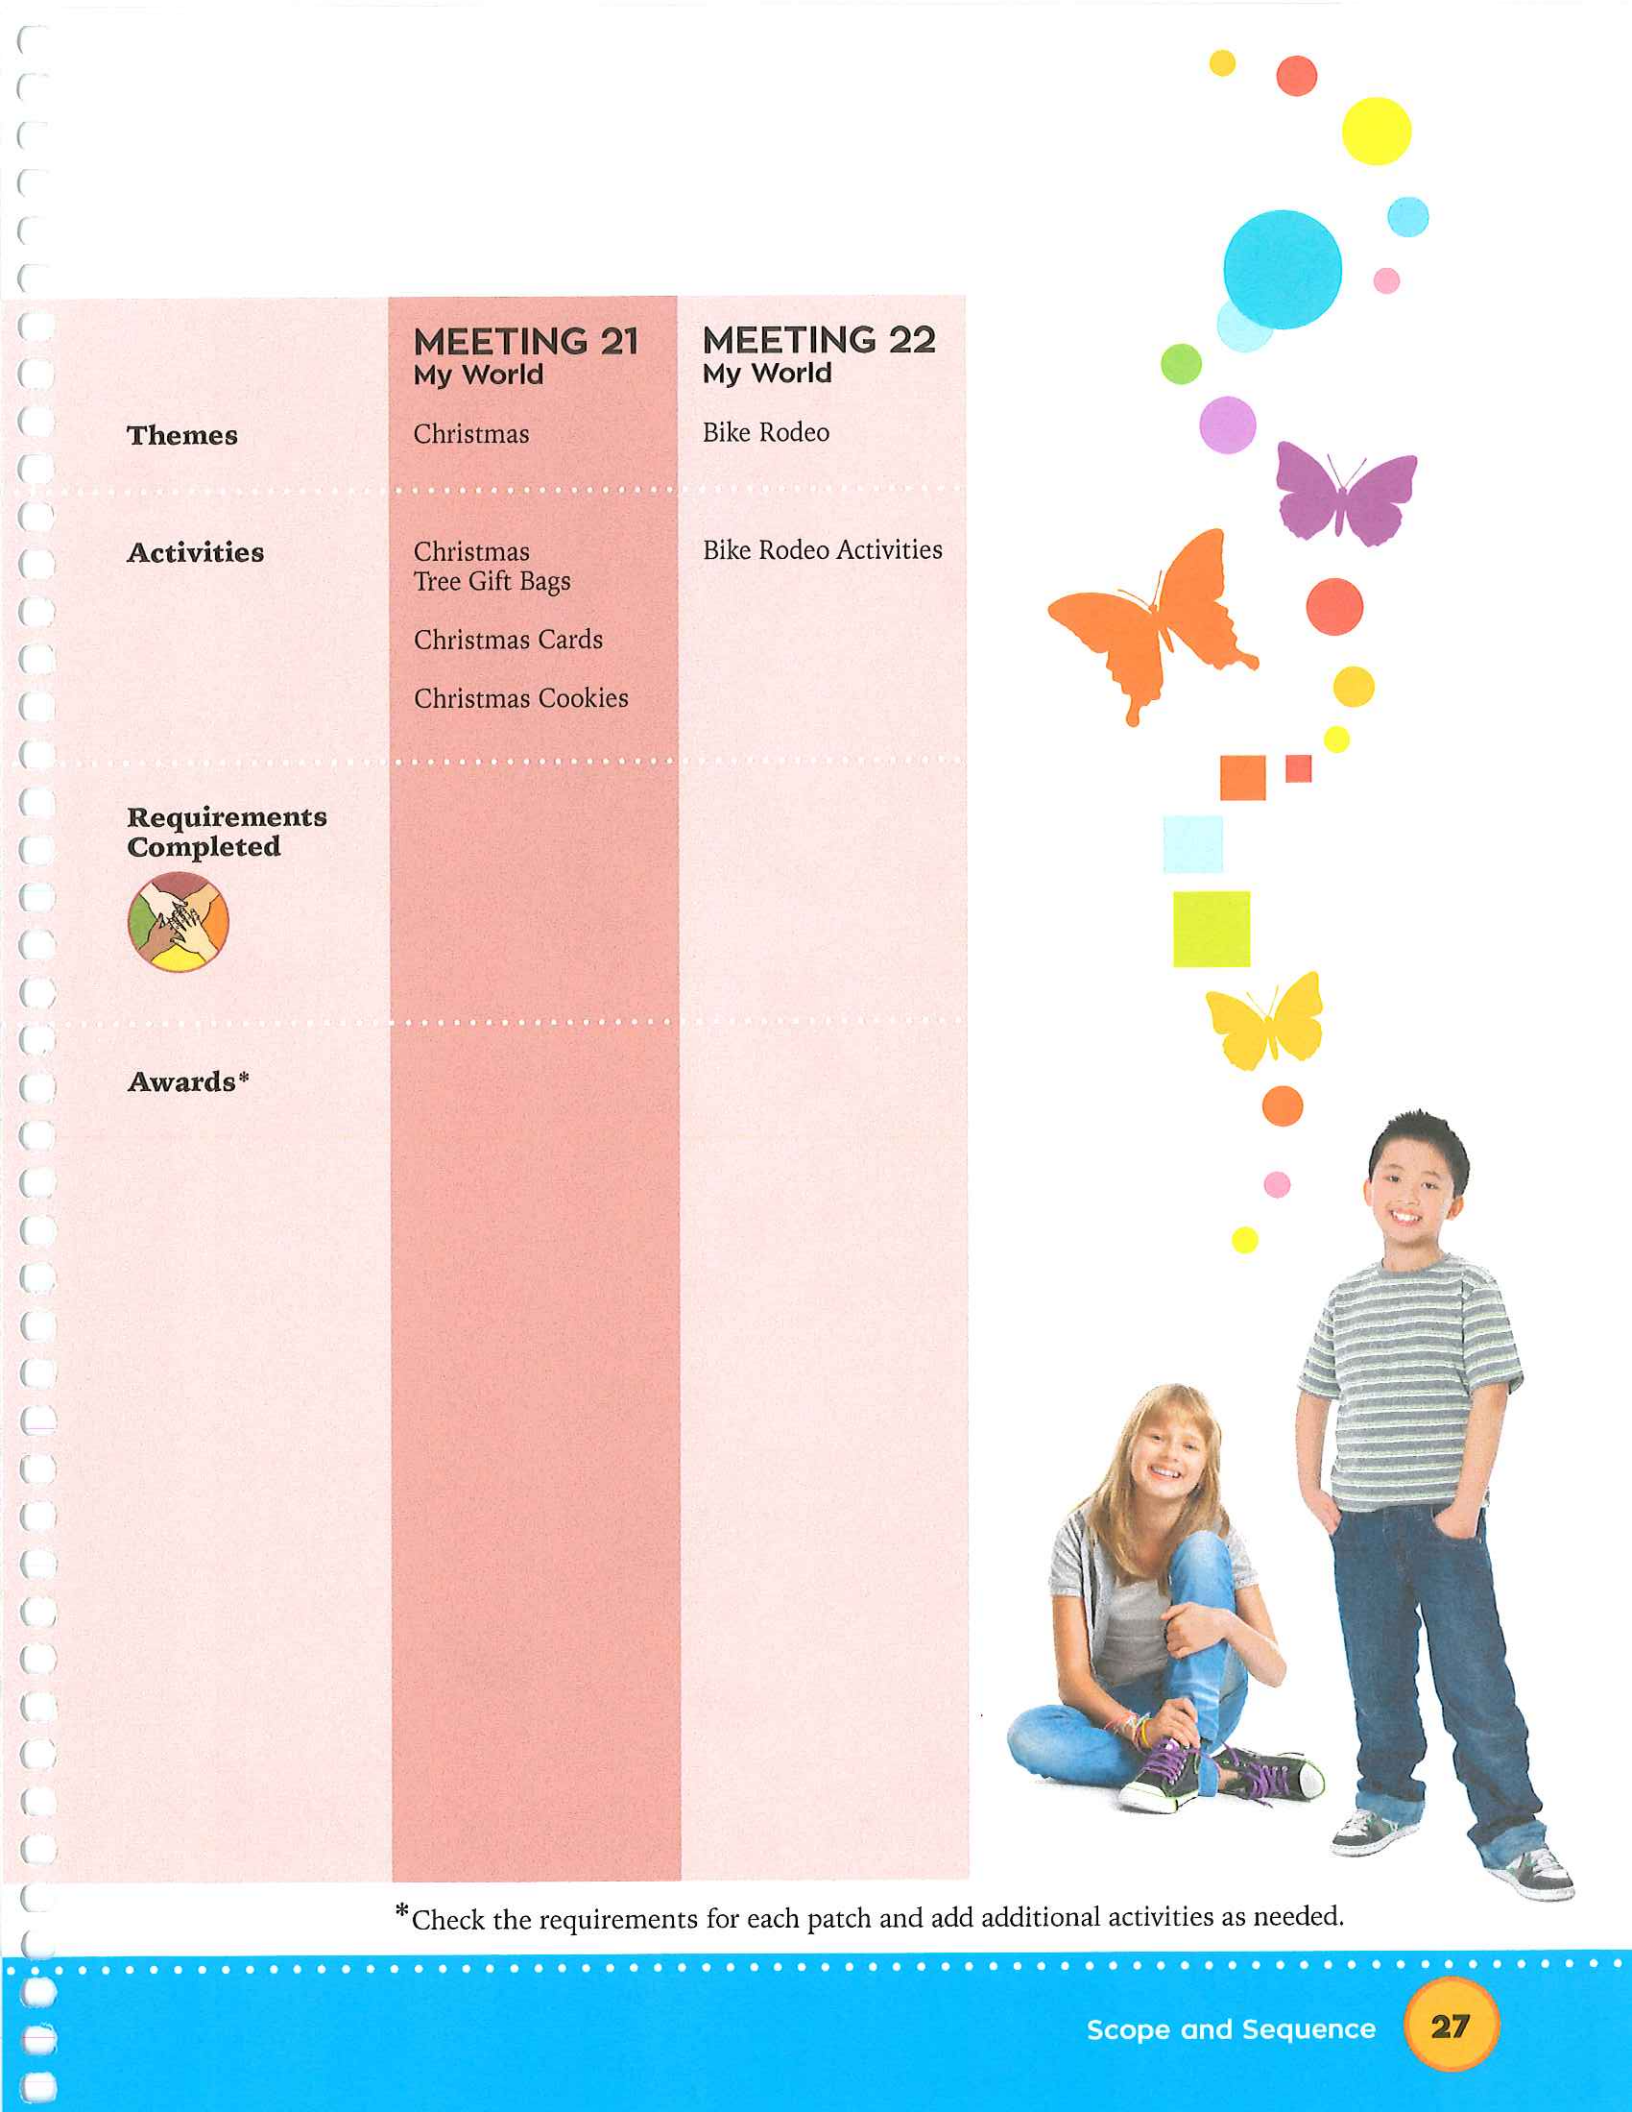 MEETING 21
My World
MEETING 22
My World
Themes
Christmas
Bike Rodeo
Activities
Christmas
Tree Gift Bags
Christmas Cards
Christmas Cookies
Bike Rodeo Activities
Requirements
Completed
Awards*
*Check the requirements for each patch and add additional activities as needed.
Scope and Sequence
27